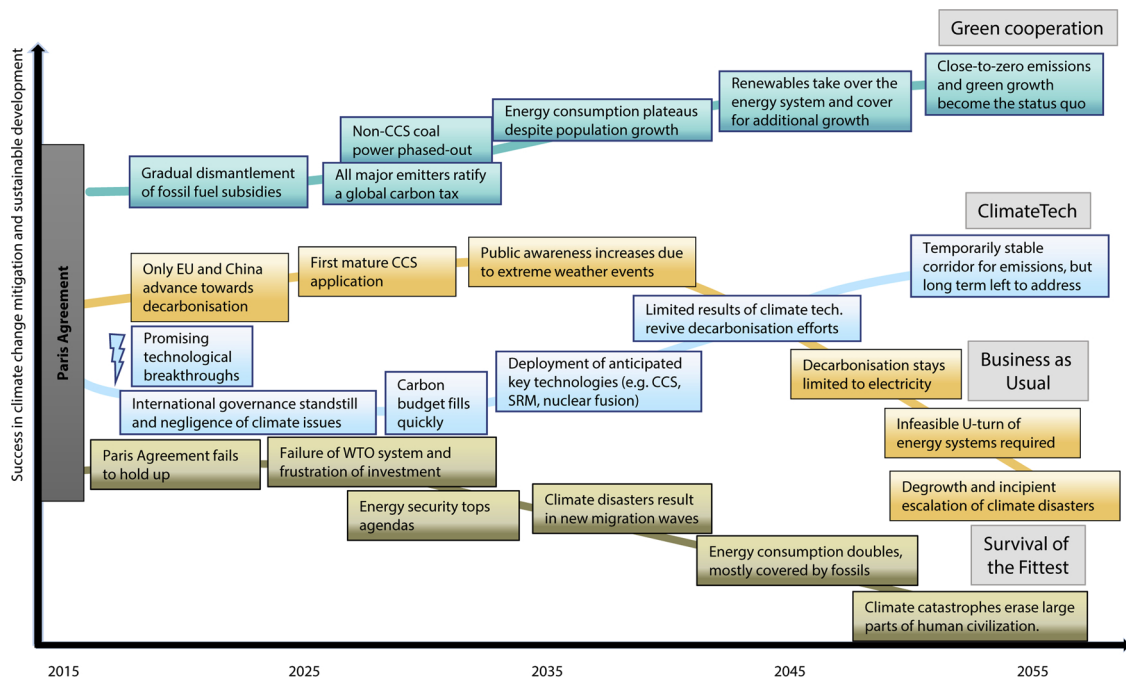 Success in climate change mitigation and sustainable development
Paris Agreement
Green cooperation
Gradual dismantlement
of fossil fuel subsidies
Non-CCS coal
power phased-out
All major emitters ratify
a global carbon tax
Energy consumption plateaus
despite population growth
Renewables take over the
energy system and cover
for additional growth
Close-to-zero emissions
and green growth
become the status quo
ClimateTech
Only EU and China
advance towards
decarbonisation
First mature CCS
application
Public awareness increases due
to extreme weather events
Temporarily stable
corridor for emissions, but
long term left to address
Limited results of climate tech.
revive decarbonisation efforts
Promising
technological
breakthroughs
International governance standstill
and negligence of climate issues
Carbon
budget fills
quickly
Deployment of anticipated
key technologies (e.g. CCS,
SRM, nuclear fusion)
Decarbonisation stays
limited to electricity
Business as
Usual
Infeasible U-turn of
energy systems required
Degrowth and incipient
escalation of climate disasters
Paris Agreement fails
to hold up
Failure of WTO system and
frustration of investment
Energy security tops
agendas
Climate disasters result
in new migration waves
Energy consumption doubles,
mostly covered by fossils
Survival of
the Fittest
Climate catastrophes erase large
parts of human civilization.
2015
2025
2035
2045
2055